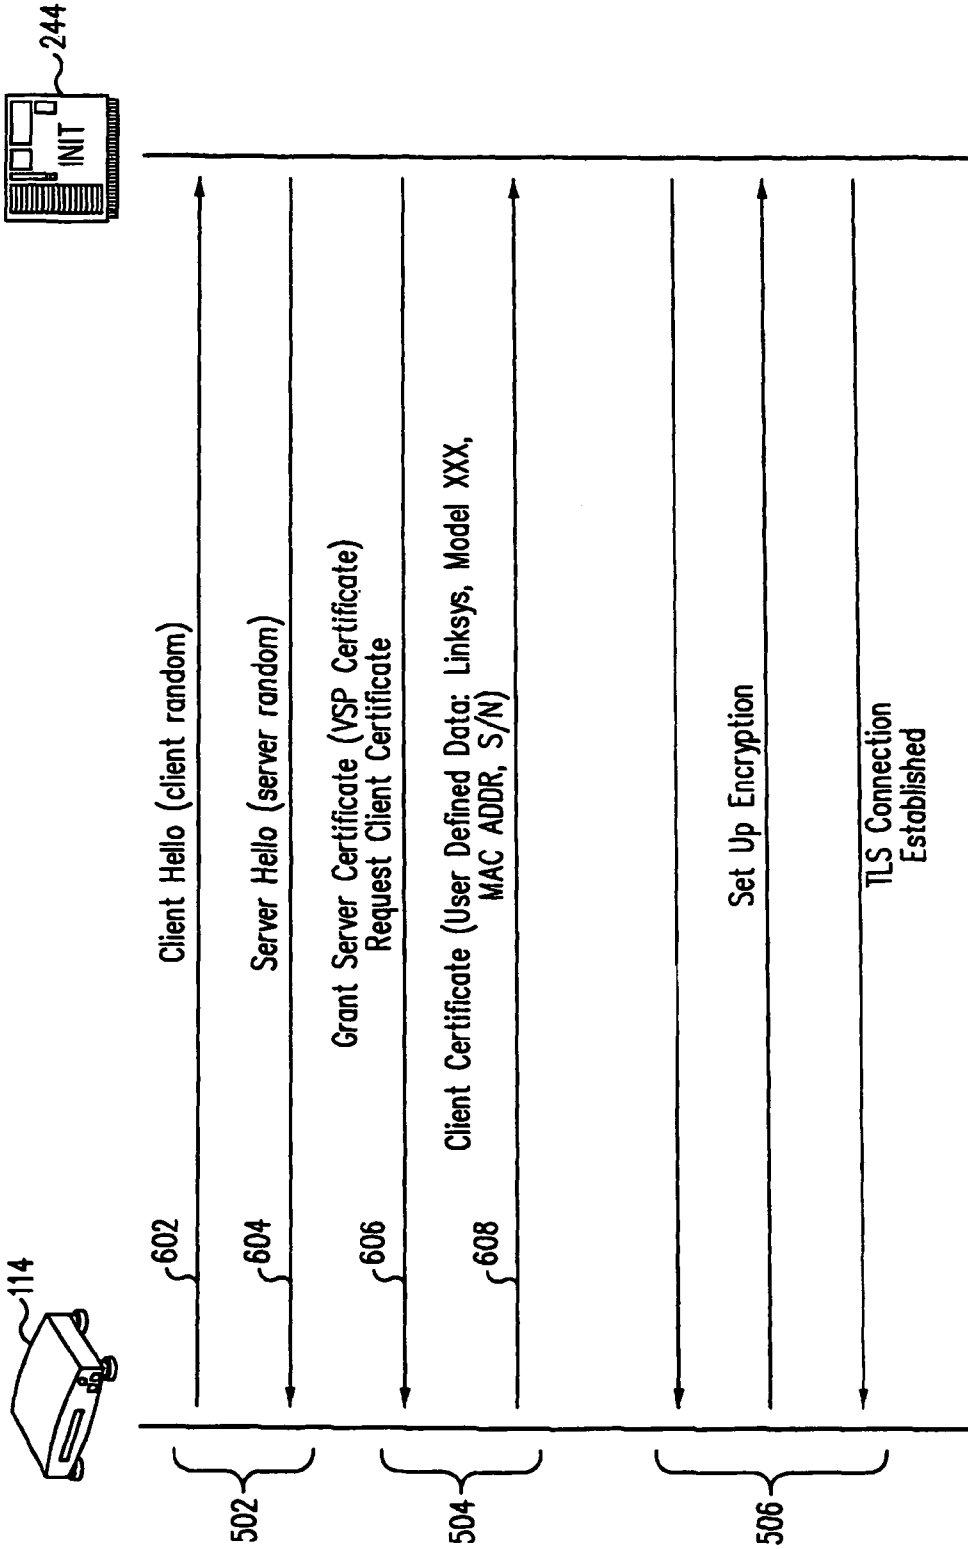 114
244
INIT
502
602
Client Hello (client random)
604
Server Hello (server random)
504
606
Grant Server Certificate (VSP Certificate)
Request Client Certificate
608
Client Certificate (User Defined Data: Linksys, Model XXX,
MAC ADDR, S/N)
506
Set Up Encryption
TLS Connection
Established